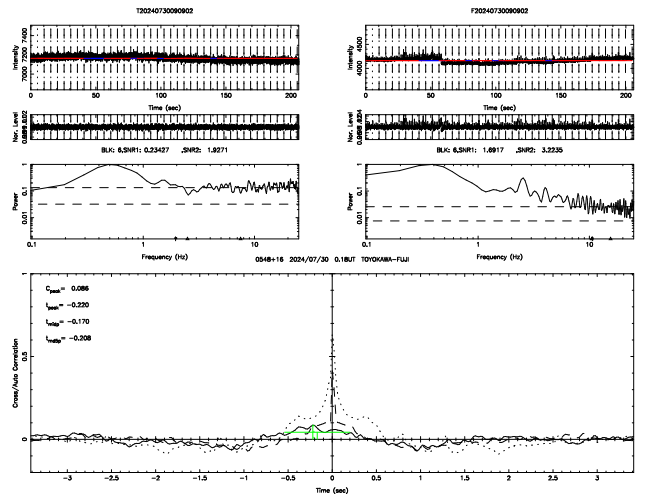 T20240730090902
F20240730090902
Intensity
7400
7200
7000
0
50
100
150
200
Time (sec)
Intensity
4500
4000
0
50
100
150
200
Time (sec)
Nor. Level
Nor. Level
BLK: 6,SNR1: 0.23427 ,SNR2: 1.9271
BLK: 6,SNR1: 1.6917 ,SNR2: 3.2235
Power
1
0.1
0.01
0.1
1
10
Frequency (Hz)
Power
1
0.1
0.01
0.1
1
10
Frequency (Hz)
0548+16 2024/07/30 0.18UT TOYOKAWA-FUJI
Cpeak= 0.086
tpeak= -0.220
tmidp= -0.170
Cross/Auto Correlation
1
0.5
0
-3
-2.5
-2
-1.5
-1
-0.5
0
0.5
1
1.5
2
2.5
3
Time (sec)